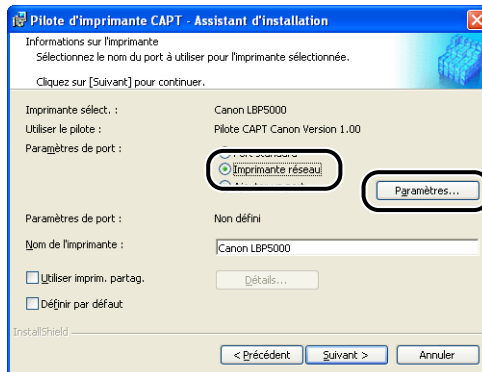 Pilote d'imprimante CAPT - Assistant d'installation
Informations sur l'imprimante
Sélectionnez le nom du port à utiliser pour l'imprimante sélectionnée.
Cliquez sur [Suivant] pour continuer.
Imprimante sélect. : Canon LBP5000
Utiliser le pilote : Pilote CAPT Canon Version 1.00
Paramètres de port :
Port standard
Imprimante réseau
Paramètres...
Paramètres de port : Non défini
Nom de l'imprimante : Canon LBP5000
Utiliser imprim. partag. Détails...
Définir par défaut
InstallShield
< Précédent Suivant > Annuler